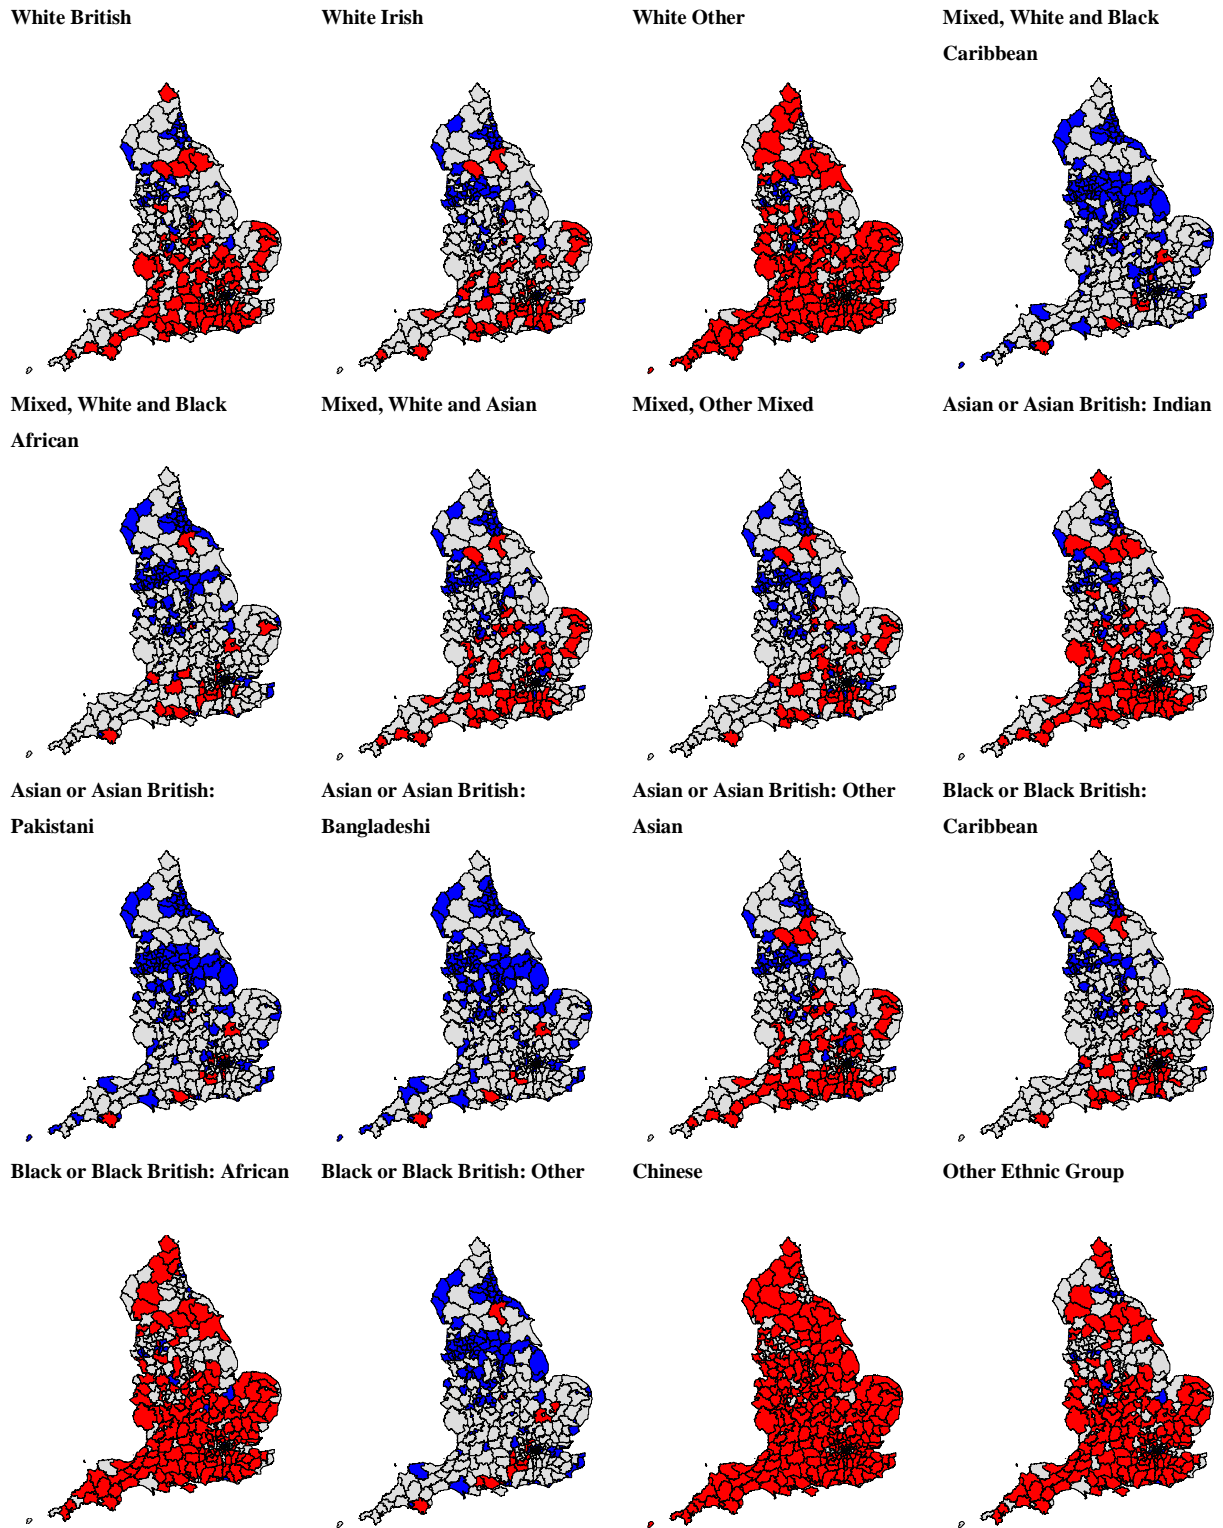 White British
White Irish
White Other
Mixed, White and Black
Caribbean
Mixed, White and Black
African
Mixed, White and Asian
Mixed, Other Mixed
Asian or Asian British: Indian
Asian or Asian British:
Pakistani
Asian or Asian British:
Bangladeshi
Asian or Asian British: Other
Asian
Black or Black British:
Caribbean
Black or Black British: African
Black or Black British: Other
Chinese
Other Ethnic Group